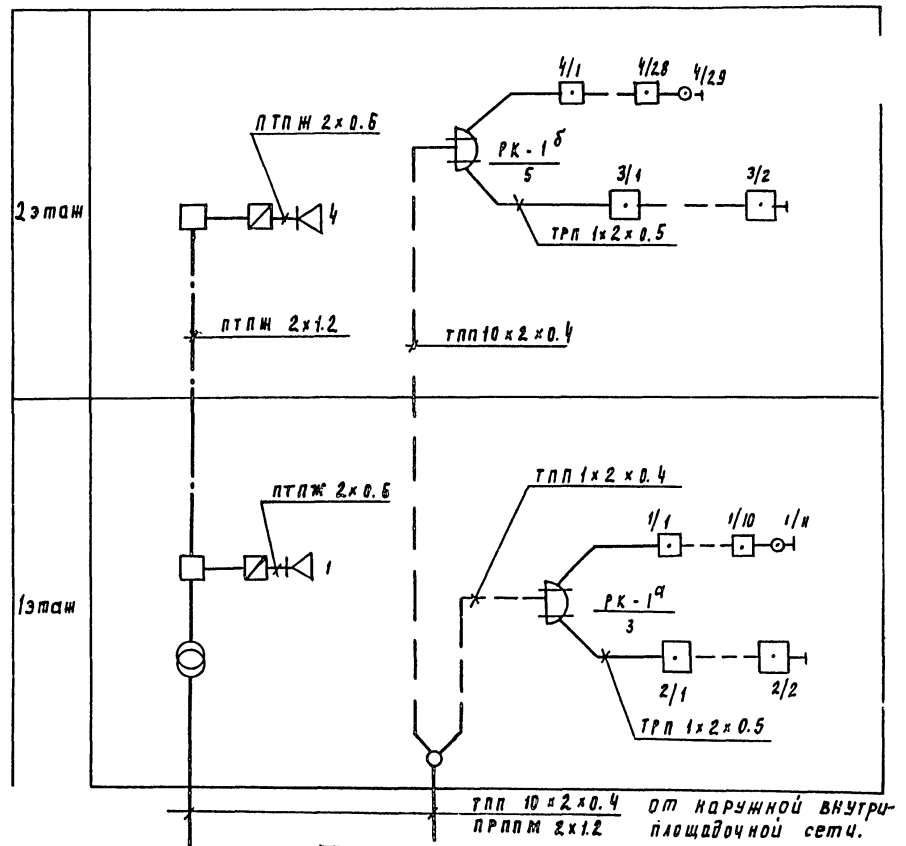 2 этаж
ПТПЖ 2×0.6
4
ПТПЖ 2×1.2
4/1
4/28
4/29
РК-1б
5
3/1
3/2
ТРП 1×2×0.5
ТПП10×2×0.4
1 этаж
ПТПЖ 2×0.6
1
ТПП 1×2×0.4
1/1
1/10
1/11
РК-1а
3
2/1
2/2
ТРП 1×2×0.5
ТПП 10×2×0.4
ПРППМ 2×1.2
от наружной внутри-
площадочной сети.